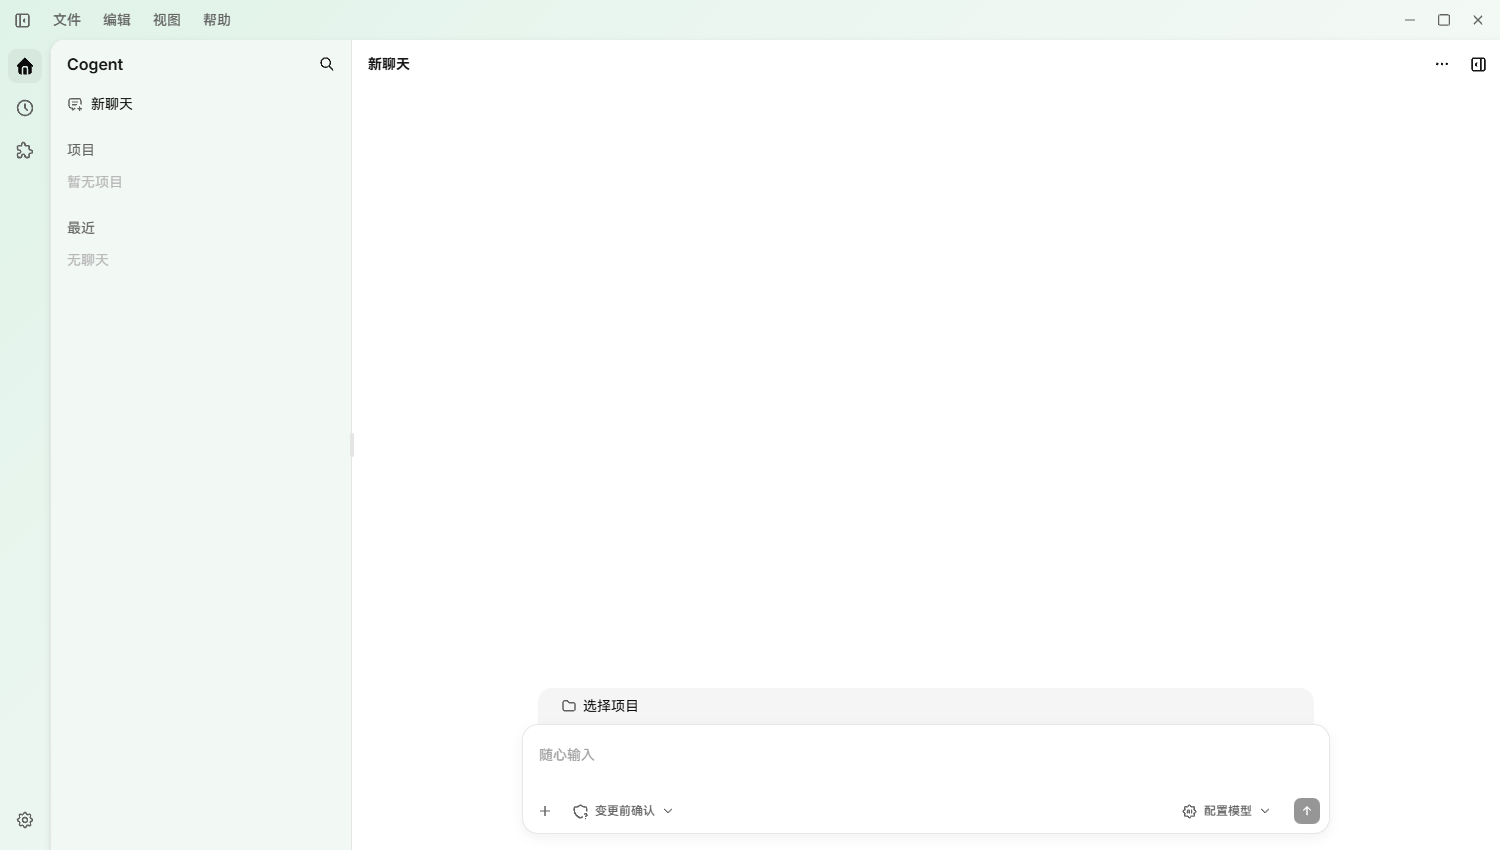 文件 编辑 视图 帮助
Cogent
新聊天
项目
暂无项目
最近
无聊天
新聊天
选择项目
随心输入
变更前确认
配置模型